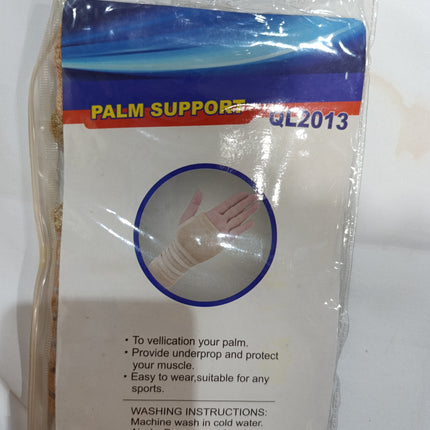 PALM SUPPORT
QL2013
• To vellication your palm.
• Provide underprop and protect
your muscle.
• Easy to wear,suitable for any
sports.
WASHING INSTRUCTIONS:
Machine wash in cold water.